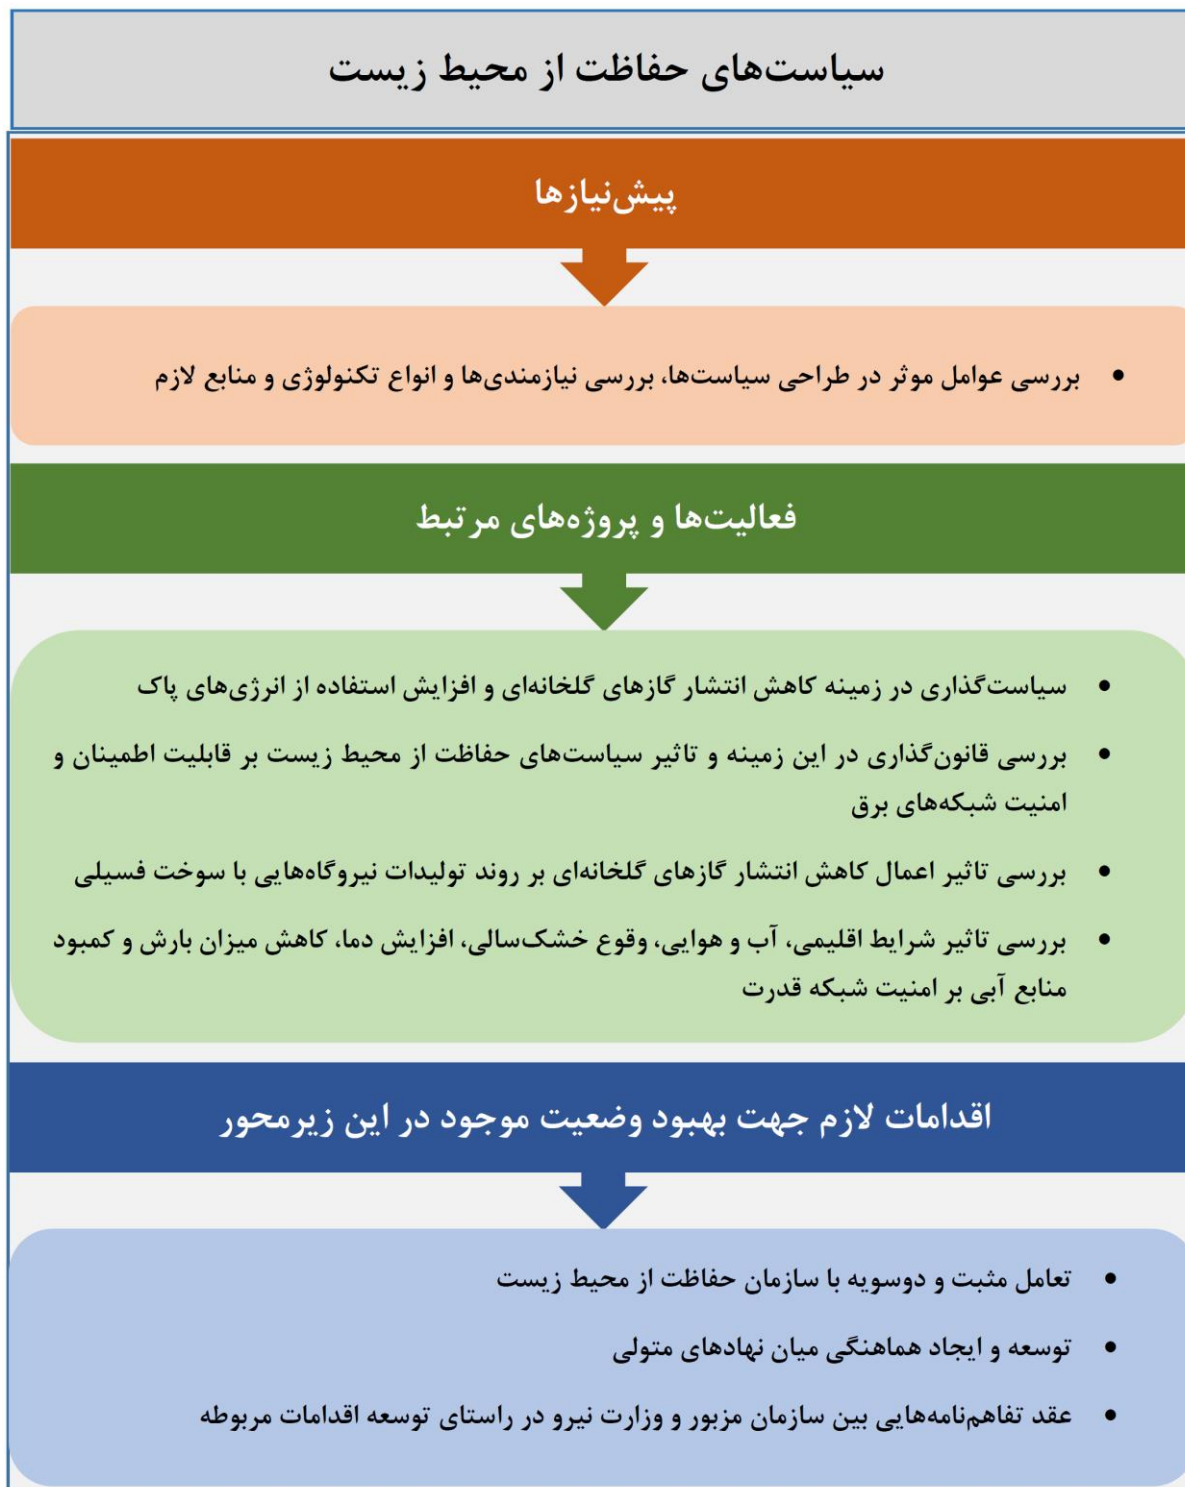 سیاست‌های حفاظت از محیط زیست
پیش‌نیازها
• بررسی عوامل موثر در طراحی سیاست‌ها، بررسی نیازمندی‌ها و انواع تکنولوژی و منابع لازم
فعالیت‌ها و پروژه‌های مرتبط
• سیاست‌گذاری در زمینه کاهش انتشار گازهای گلخانه‌ای و افزایش استفاده از انرژی‌های پاک
• بررسی قانون‌گذاری در این زمینه و تاثیر سیاست‌های حفاظت از محیط زیست بر قابلیت اطمینان و
امنیت شبکه‌های برق
• بررسی تاثیر اعمال کاهش انتشار گازهای گلخانه‌ای بر روند تولیدات نیروگاه‌هایی با سوخت فسیلی
• بررسی تاثیر شرایط اقلیمی، آب و هوایی، وقوع خشک‌سالی، افزایش دما، کاهش میزان بارش و کمبود
منابع آبی بر امنیت شبکه قدرت
اقدامات لازم جهت بهبود وضعیت موجود در این زیرمحور
• تعامل مثبت و دوسویه با سازمان حفاظت از محیط زیست
• توسعه و ایجاد هماهنگی میان نهادهای متولی
• عقد تفاهم‌نامه‌هایی بین سازمان مزبور و وزارت نیرو در راستای توسعه اقدامات مربوطه